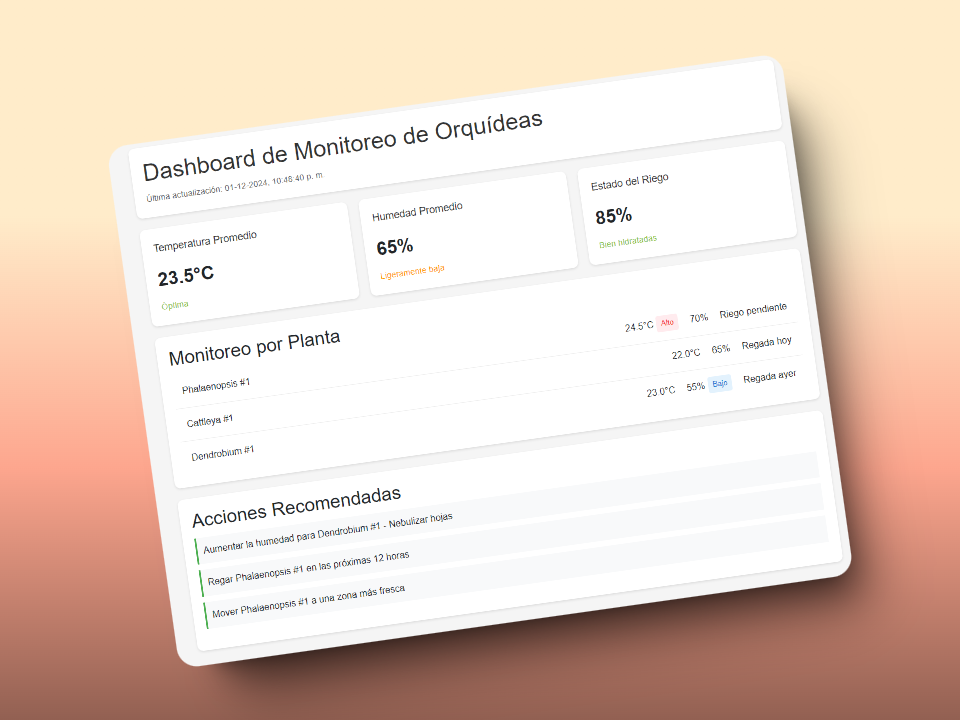 Dashboard de Monitoreo de Orquídeas
Última actualización: 01-12-2024, 10:48:40 p. m
Temperatura Promedio
23.5°C
Óptima
Humedad Promedio
65%
Ligeramente baja
Estado del Riego
85%
Bien hidratadas
Monitoreo por Planta
Phalaenopsis #1 24.5°C Alto 70% Riego pendiente
Cattleya #1 22.0°C 65% Regada hoy
Dendrobium #1 23.0°C 55% Bajo Regada ayer
Acciones Recomendadas
Aumentar la humedad para Dendrobium #1 - Nebulizar hojas
Regar Phalaenopsis #1 en las próximas 12 horas
Mover Phalaenopsis #1 a una zona más fresca